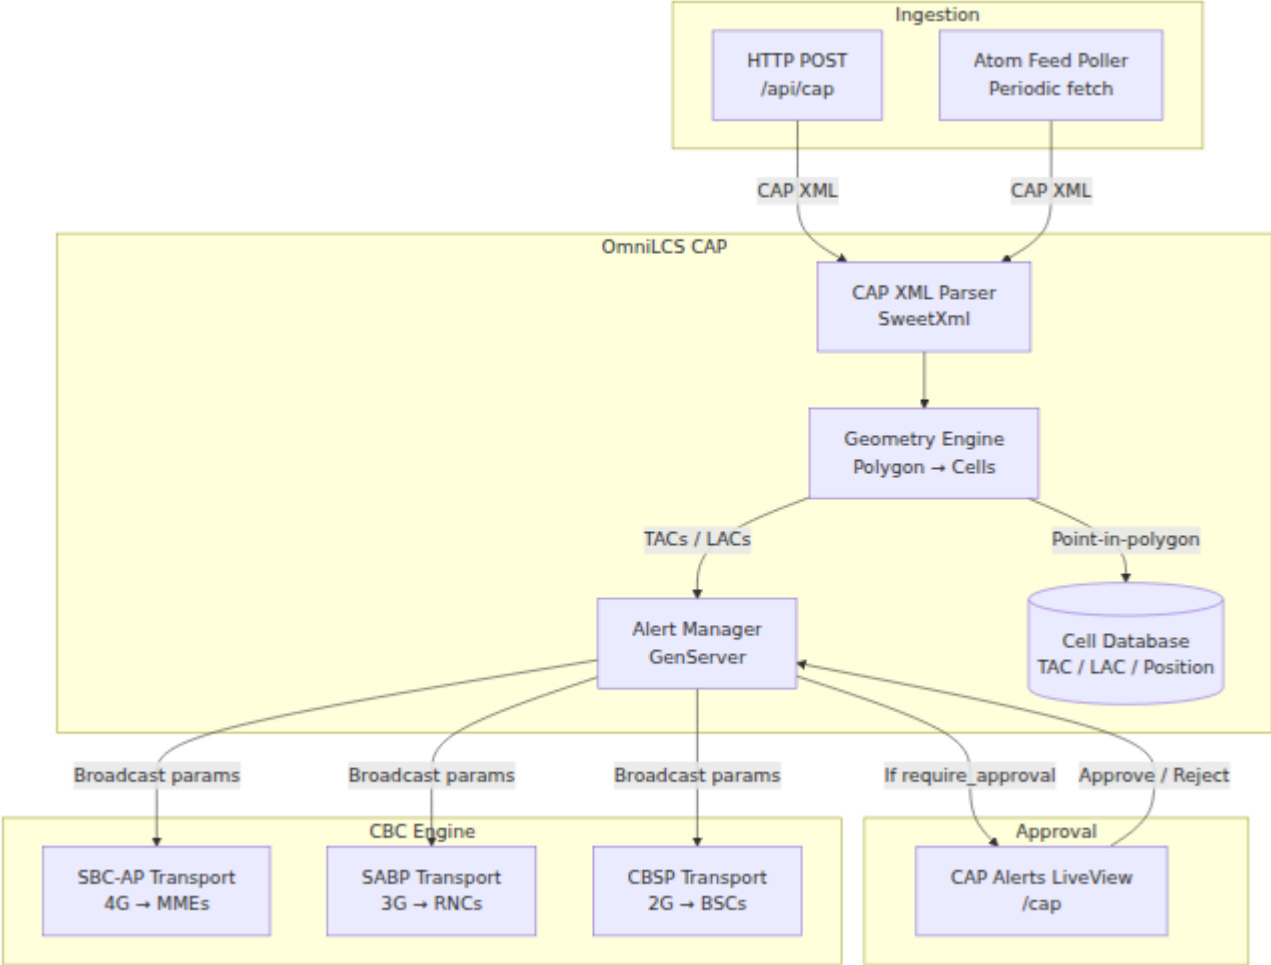 Ingestion
HTTP POST
/api/cap
Atom Feed Poller
Periodic fetch
CAP XML
CAP XML
OmniLCS CAP
CAP XML Parser
SweetXml
Geometry Engine
Polygon → Cells
TACs / LACs
Point-in-polygon
Alert Manager
GenServer
Cell Database
TAC / LAC / Position
Broadcast params
Broadcast params
Broadcast params
If require_approval
Approve / Reject
CBC Engine
SBC-AP Transport
4G → MMEs
SABP Transport
3G → RNCs
CBSP Transport
2G → BSCs
Approval
CAP Alerts LiveView
/cap